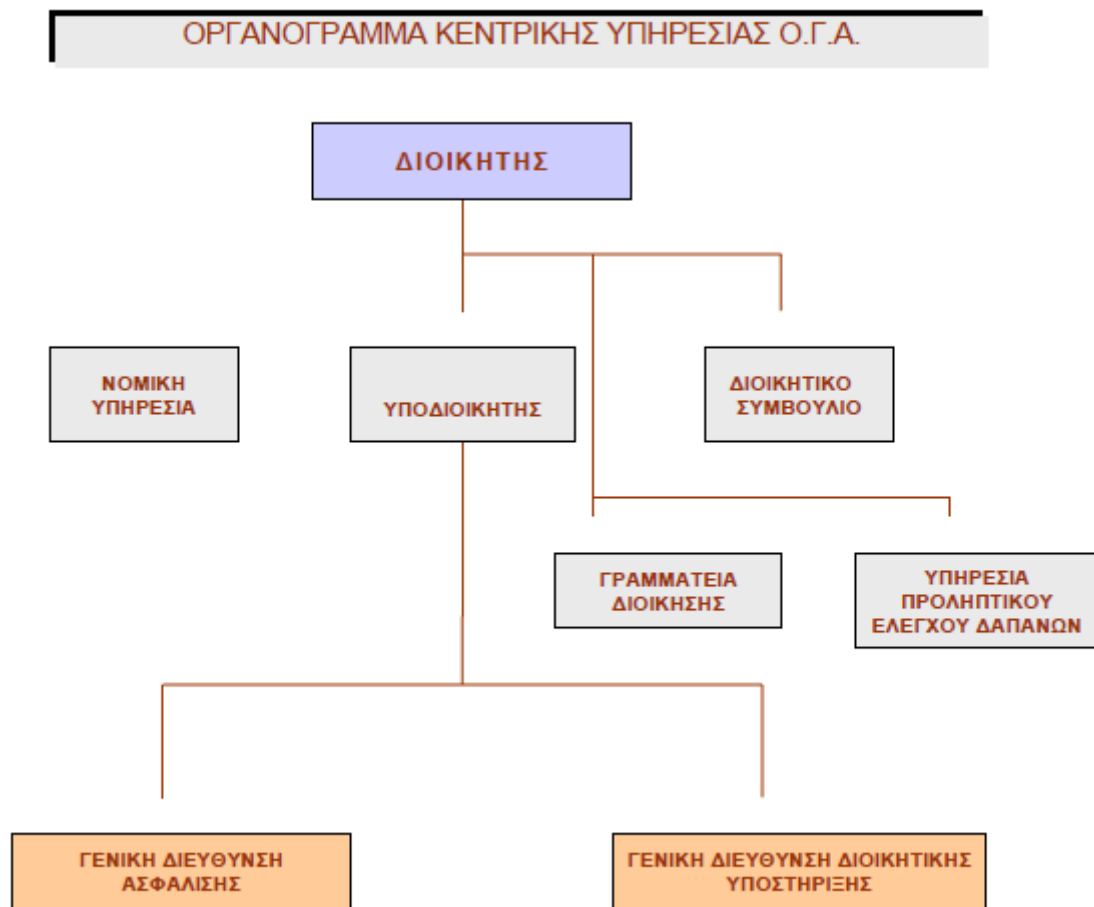 ΟΡΓΑΝΟΓΡΑΜΜΑ ΚΕΝΤΡΙΚΗΣ ΥΠΗΡΕΣΙΑΣ Ο.Γ.Α.
ΔΙΟΙΚΗΤΗΣ
ΝΟΜΙΚΗ
ΥΠΗΡΕΣΙΑ
ΥΠΟΔΙΟΙΚΗΤΗΣ
ΔΙΟΙΚΗΤΙΚΟ
ΣΥΜΒΟΥΛΙΟ
ΓΡΑΜΜΑΤΕΙΑ
ΔΙΟΙΚΗΣΗΣ
ΥΠΗΡΕΣΙΑ
ΠΡΟΛΗΠΤΙΚΟΥ
ΕΛΕΓΧΟΥ ΔΑΠΑΝΩΝ
ΓΕΝΙΚΗ ΔΙΕΥΘΥΝΣΗ
ΑΣΦΑΛΙΣΗΣ
ΓΕΝΙΚΗ ΔΙΕΥΘΥΝΣΗ ΔΙΟΙΚΗΤΙΚΗΣ
ΥΠΟΣΤΗΡΙΞΗΣ